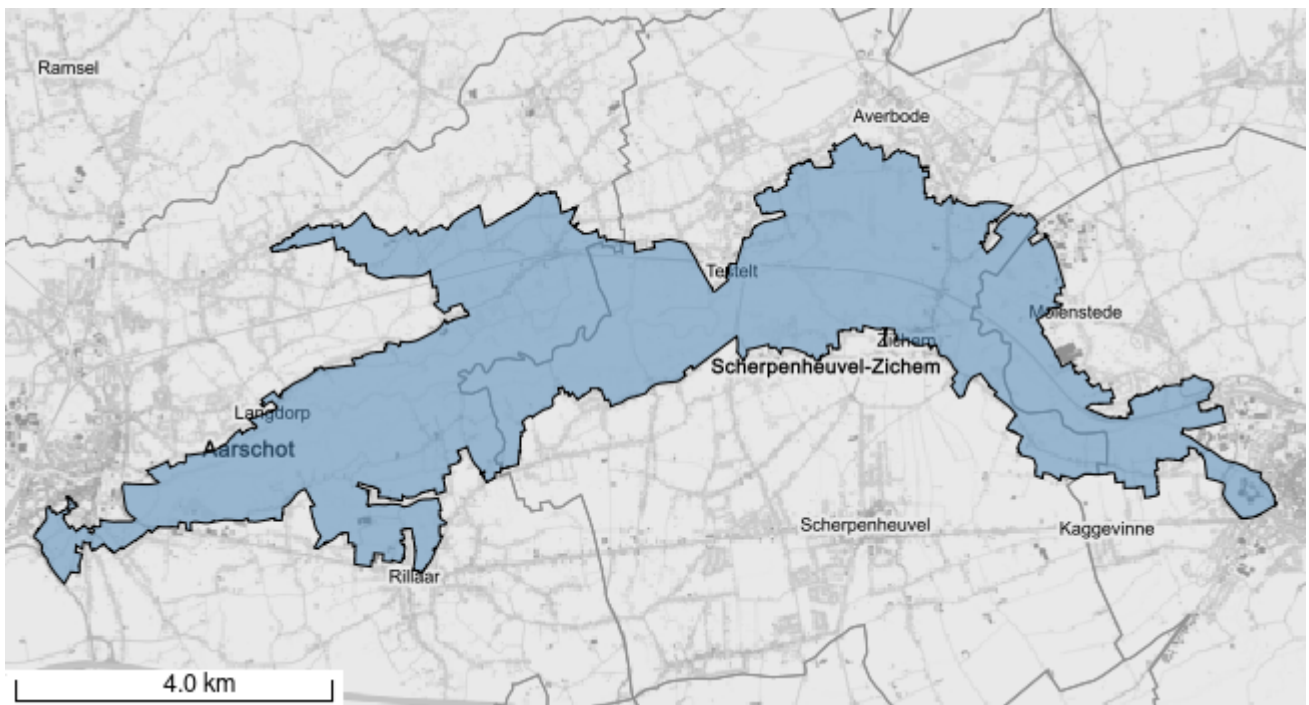 Ramsel
Averbode
Testelt
Molenstede
Zichem
Scherpenheuvel-Zichem
Langdorp
Aarschot
Scherpenheuvel
Kaggevinne
Rillaar
4.0 km